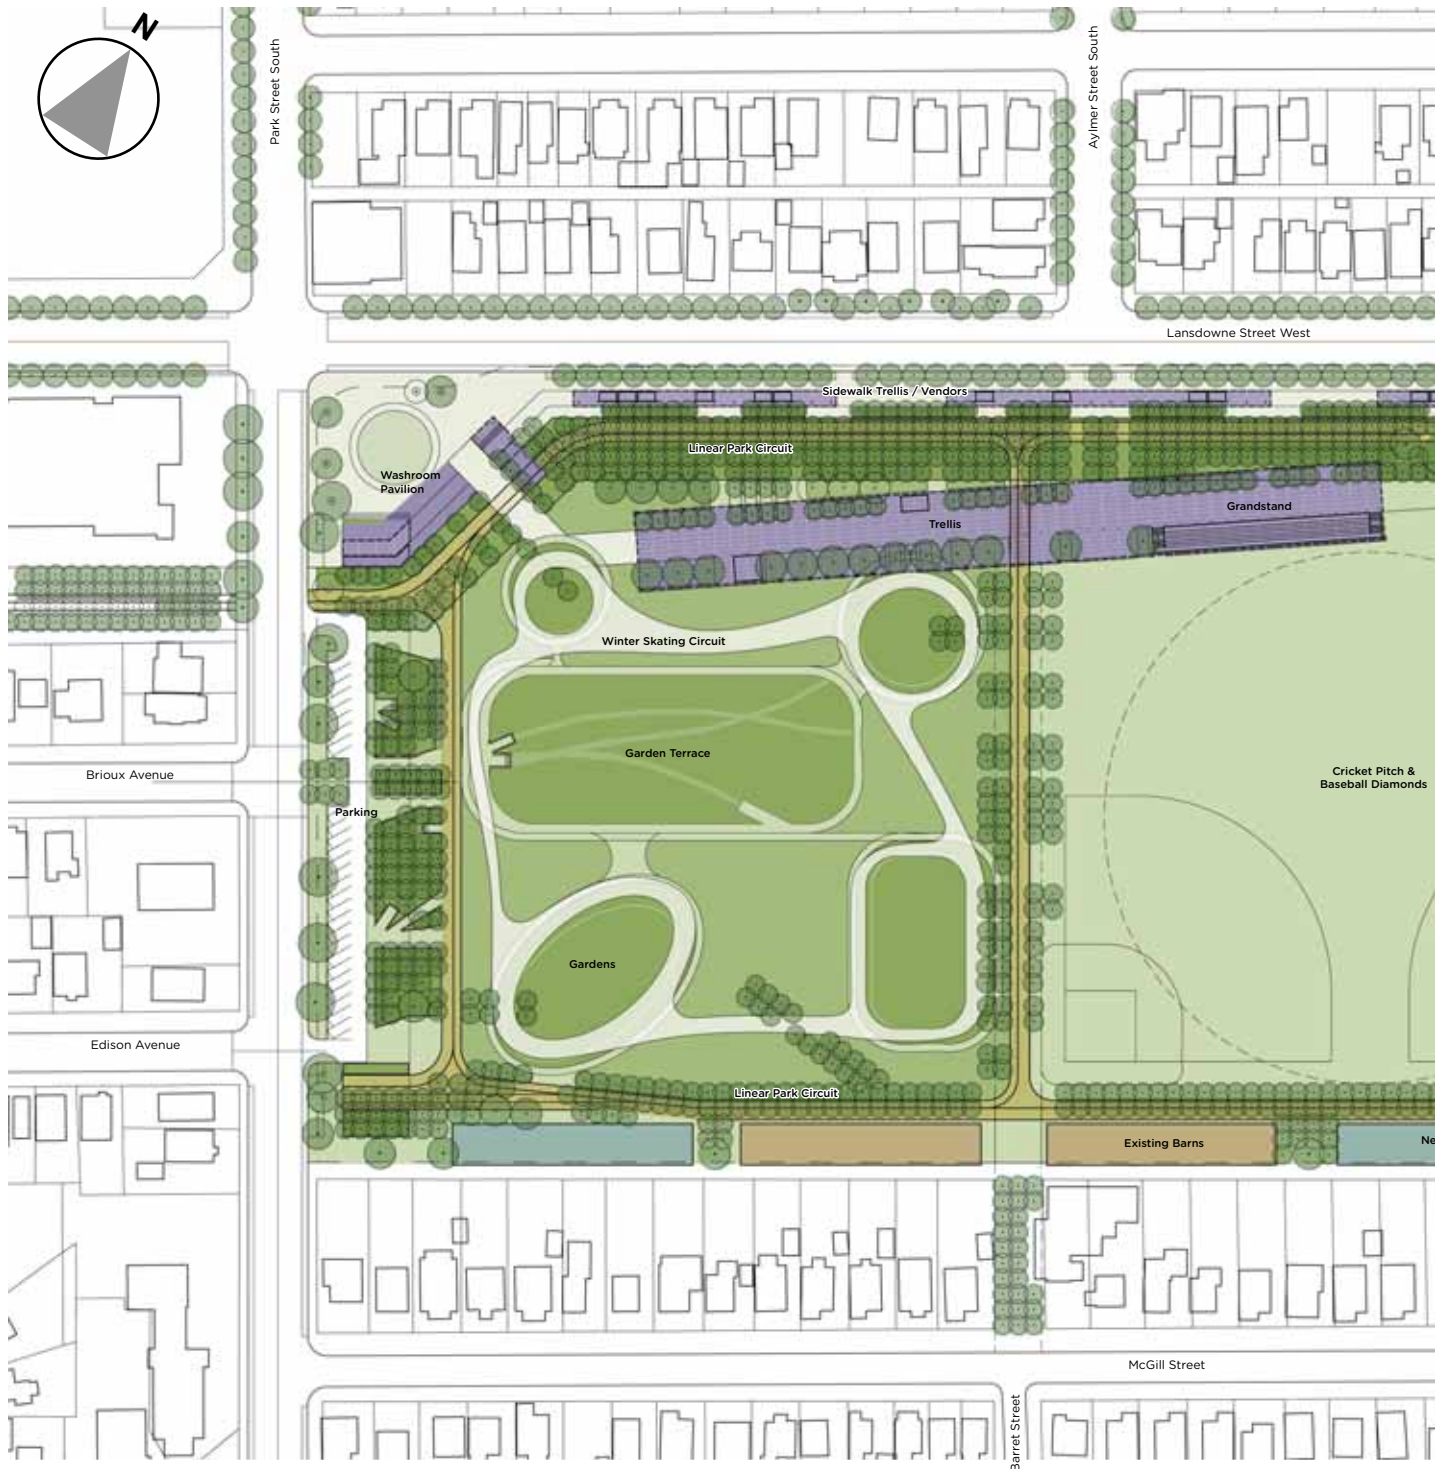 N
Park Street South
Aylmer Street South
Lansdowne Street West
Sidewalk Trellis / Vendors
Linear Park Circuit
Washroom
Pavilion
Grandstand
Trellis
Winter Skating Circuit
Garden Terrace
Cricket Pitch &
Baseball Diamonds
Brioux Avenue
Parking
Gardens
Edison Avenue
Linear Park Circuit
Existing Barns
Ne
McGill Street
Barret Street